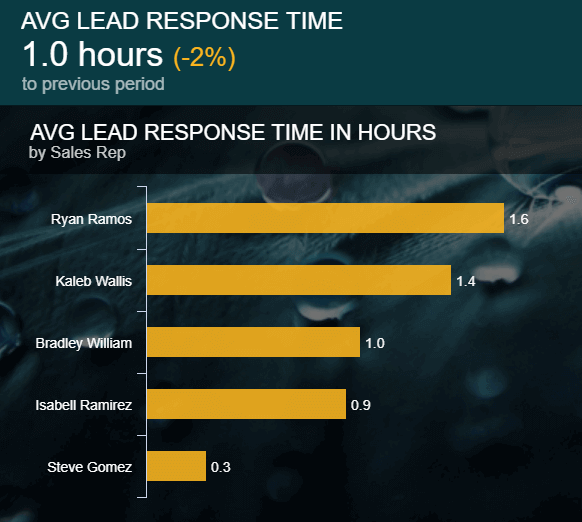 AVG LEAD RESPONSE TIME
1.0 hours (-2%)
to previous period
AVG LEAD RESPONSE TIME IN HOURS
by Sales Rep
Ryan Ramos 1.6
Kaleb Wallis 1.4
Bradley William 1.0
Isabell Ramirez 0.9
Steve Gomez 0.3